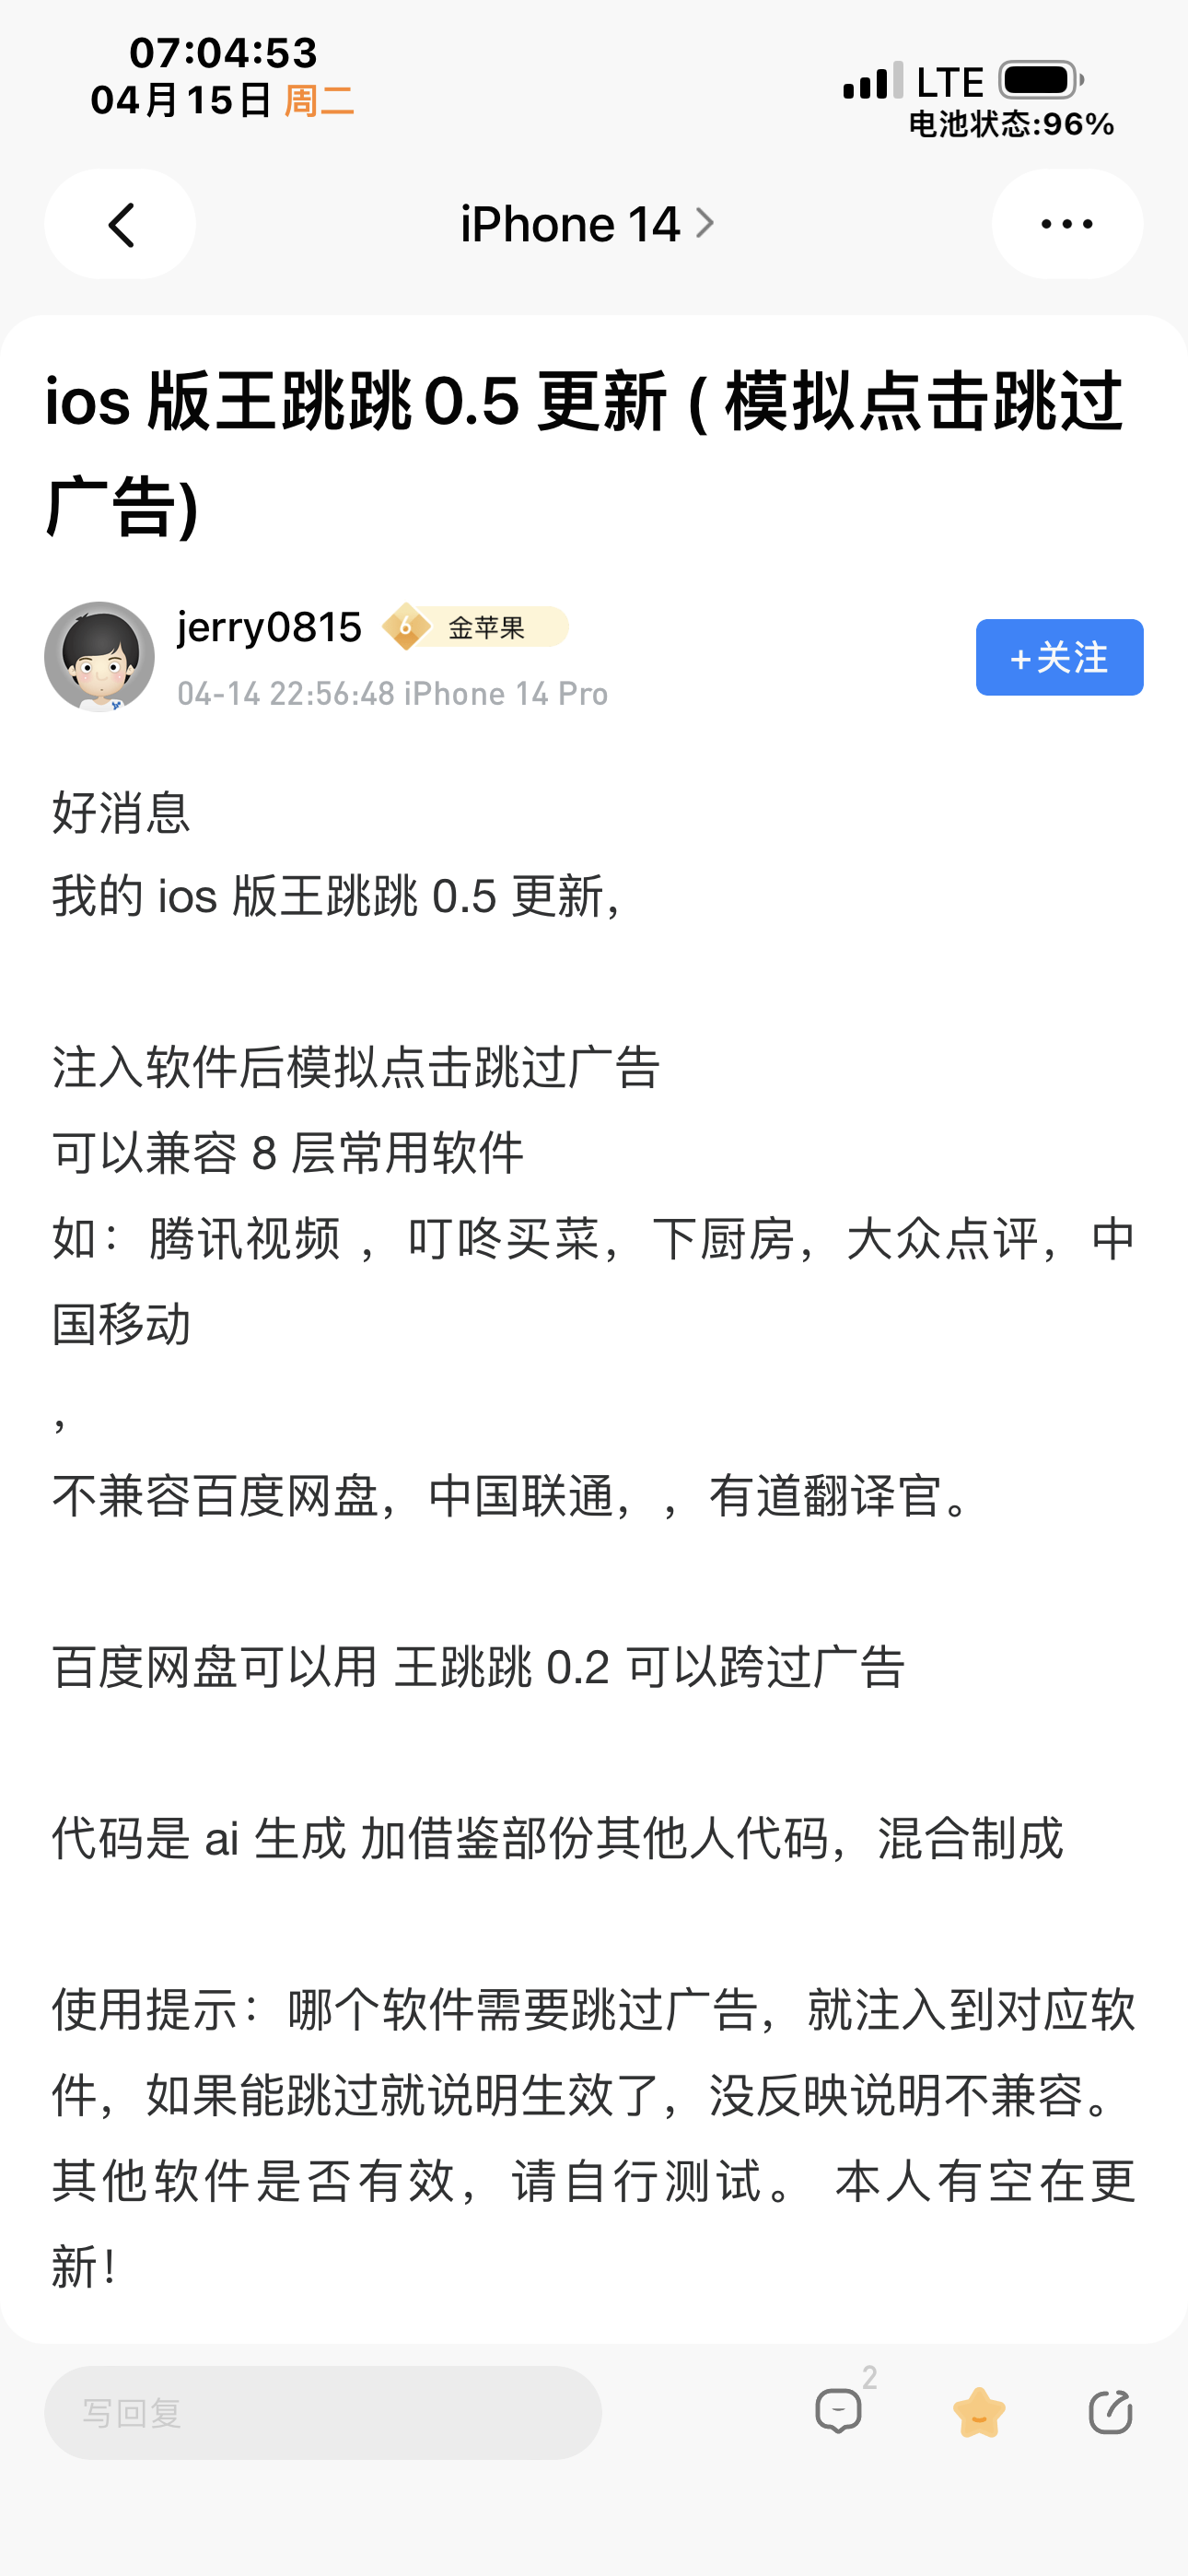 07:04:53
04月15日 周二
LTE
电池状态:96%
iPhone 14
ios 版王跳跳 0.5 更新 ( 模拟点击跳过
广告)
jerry0815
6 金苹果
04-14 22:56:48 iPhone 14 Pro
+关注
好消息
我的 ios 版王跳跳 0.5 更新,
注入软件后模拟点击跳过广告
可以兼容 8 层常用软件
如：腾讯视频 ，叮咚买菜，下厨房，大众点评，中
国移动
，
不兼容百度网盘，中国联通，，有道翻译官。
百度网盘可以用 王跳跳 0.2 可以跨过广告
代码是 ai 生成 加借鉴部份其他人代码，混合制成
使用提示：哪个软件需要跳过广告，就注入到对应软
件，如果能跳过就说明生效了，没反映说明不兼容。
其他软件是否有效，请自行测试。 本人有空在更
新！
写回复
2